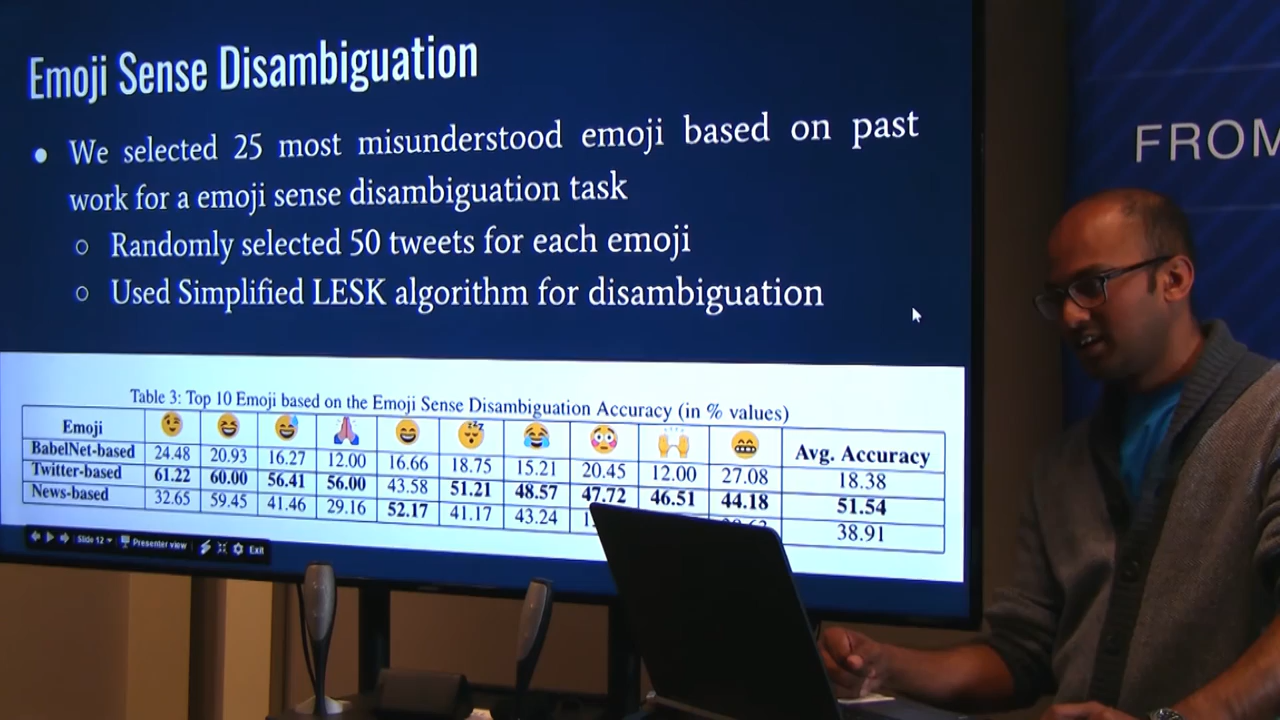 Emoji Sense Disambiguation
FROM
● We selected 25 most misunderstood emoji based on past
work for a emoji sense disambiguation task
○ Randomly selected 50 tweets for each emoji
○ Used Simplified LESK algorithm for disambiguation
Table 3: Top 10 Emoji based on the Emoji Sense Disambiguation Accuracy (in % values)
Emoji 😉 😆 😅 🙏 😄 😴 😂 😳 🙌 😁 Avg. Accuracy
BabelNet-based 24.48 20.93 16.27 12.00 16.66 18.75 15.21 20.45 12.00 27.08 18.38
Twitter-based 61.22 60.00 56.41 56.00 43.58 51.21 48.57 47.72 46.51 44.18 51.54
News-based 32.65 59.45 41.46 29.16 52.17 41.17 43.24 38.91
Slide 12 Presenter view Exit